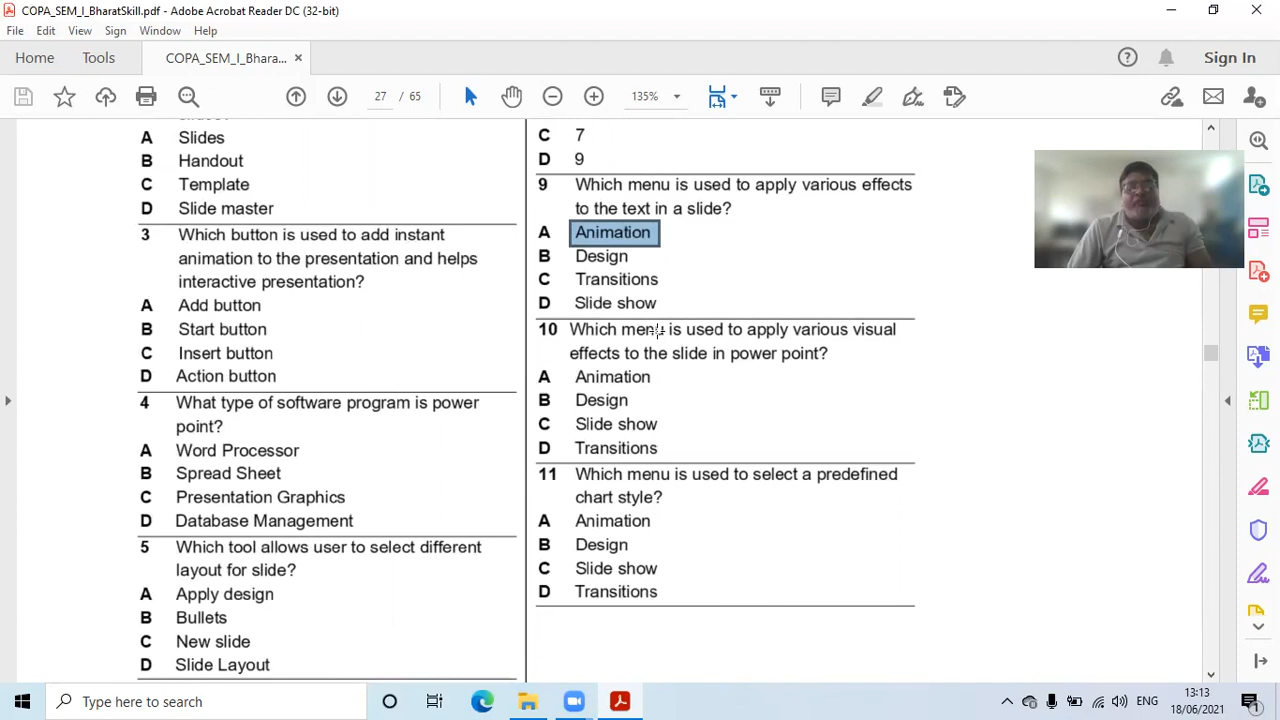 COPA_SEM_I_BharatSkill.pdf - Adobe Acrobat Reader DC (32-bit)
File Edit View Sign Window Help
Home Tools COPA_SEM_I_Bhara... × Sign In
27 / 65 135%
A Slides
B Handout
C Template
D Slide master
3 Which button is used to add instant
animation to the presentation and helps
interactive presentation?
A Add button
B Start button
C Insert button
D Action button
4 What type of software program is power
point?
A Word Processor
B Spread Sheet
C Presentation Graphics
D Database Management
5 Which tool allows user to select different
layout for slide?
A Apply design
B Bullets
C New slide
D Slide Layout
C 7
D 9
9 Which menu is used to apply various effects
to the text in a slide?
A Animation
B Design
C Transitions
D Slide show
10 Which menu is used to apply various visual
effects to the slide in power point?
A Animation
B Design
C Slide show
D Transitions
11 Which menu is used to select a predefined
chart style?
A Animation
B Design
C Slide show
D Transitions
Type here to search
ENG
13:13
18/06/2021
1